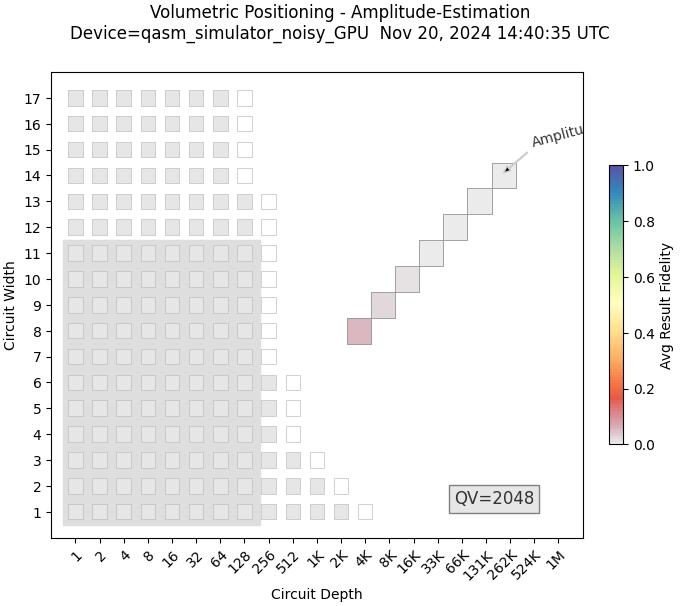 Volumetric Positioning - Amplitude-Estimation
Device=qasm_simulator_noisy_GPU  Nov 20, 2024 14:40:35 UTC
17
16
15
14
13
12
11
10
9
8
7
6
5
4
3
2
1
Circuit Width
Amplitu
QV=2048
1 2 4 8 16 32 64 128 256 512 1K 2K 4K 8K 16K 33K 66K 131K 262K 524K 1M
Circuit Depth
1.0
0.8
0.6
0.4
0.2
0.0
Avg Result Fidelity